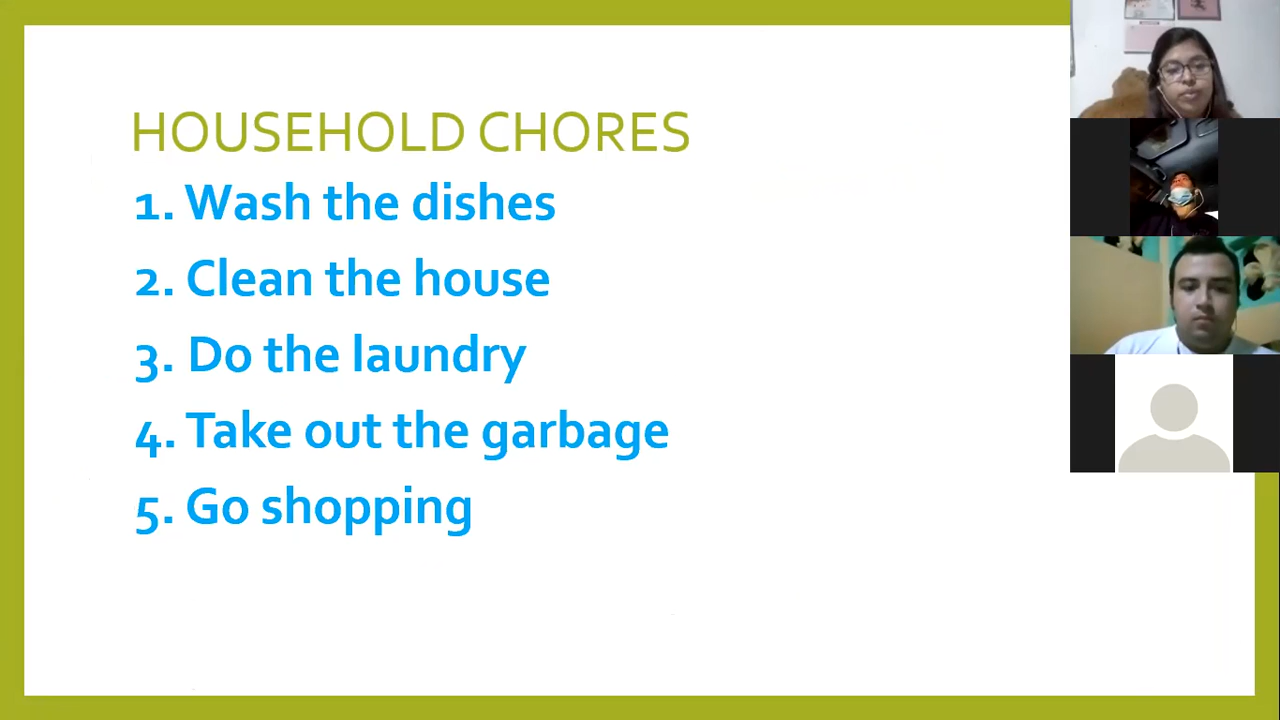 HOUSEHOLD CHORES
1. Wash the dishes
2. Clean the house
3. Do the laundry
4. Take out the garbage
5. Go shopping